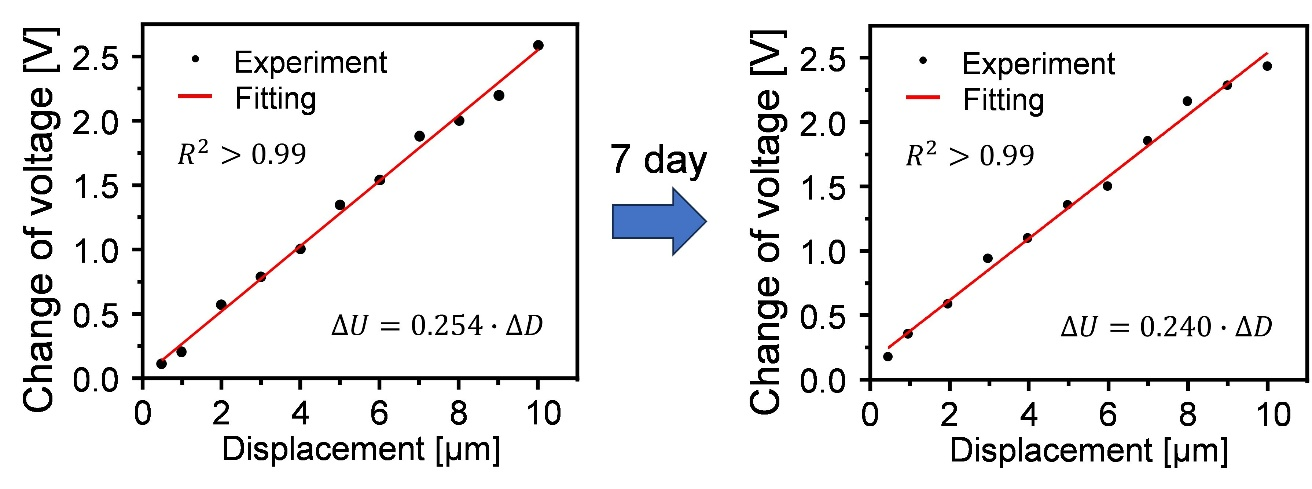 Change of voltage [V]
2.5
2.0
1.5
1.0
0.5
0.0
Experiment
Fitting
R² > 0.99
ΔU = 0.254 · ΔD
0 2 4 6 8 10
Displacement [µm]
7 day
Change of voltage [V]
2.5
2.0
1.5
1.0
0.5
0.0
Experiment
Fitting
R² > 0.99
ΔU = 0.240 · ΔD
0 2 4 6 8 10
Displacement [µm]